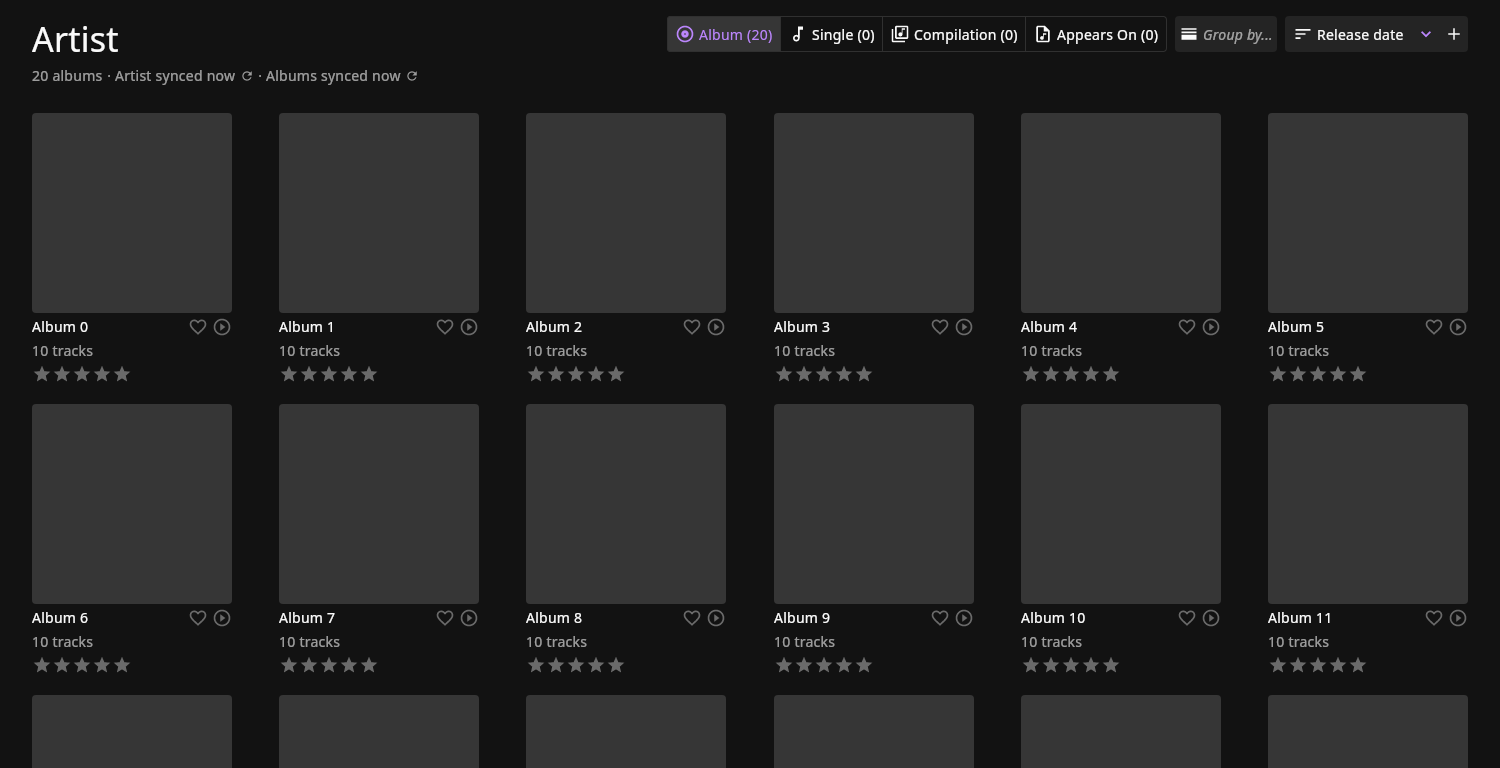 Artist
Album (20) Single (0) Compilation (0) Appears On (0) Group by... Release date
20 albums · Artist synced now · Albums synced now
Album 0 Album 1 Album 2 Album 3 Album 4 Album 5
10 tracks 10 tracks 10 tracks 10 tracks 10 tracks 10 tracks
Album 6 Album 7 Album 8 Album 9 Album 10 Album 11
10 tracks 10 tracks 10 tracks 10 tracks 10 tracks 10 tracks